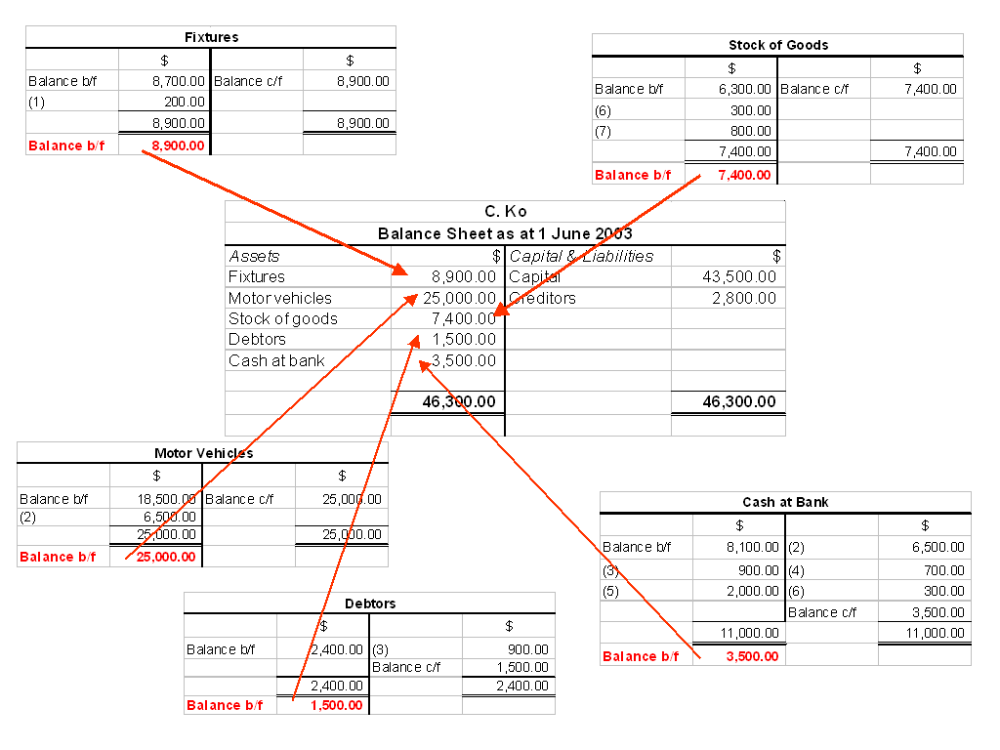 Fixtures
$ $
Balance b/f 8,700.00 Balance c/f 8,900.00
(1) 200.00
8,900.00 8,900.00
Balance b/f 8,900.00
Stock of Goods
$ $
Balance b/f 6,300.00 Balance c/f 7,400.00
(6) 300.00
(7) 800.00
7,400.00 7,400.00
Balance b/f 7,400.00
C. Ko
Balance Sheet as at 1 June 2003
Assets $ Capital & Liabilities $
Fixtures 8,900.00 Capital 43,500.00
Motor vehicles 25,000.00 Creditors 2,800.00
Stock of goods 7,400.00
Debtors 1,500.00
Cash at bank 3,500.00
46,300.00 46,300.00
Motor Vehicles
$ $
Balance b/f 18,500.00 Balance c/f 25,000.00
(2) 6,500.00
25,000.00 25,000.00
Balance b/f 25,000.00
Cash at Bank
$ $
Balance b/f 8,100.00 (2) 6,500.00
(3) 900.00 (4) 700.00
(5) 2,000.00 (6) 300.00
Balance c/f 3,500.00
11,000.00 11,000.00
Balance b/f 3,500.00
Debtors
$ $
Balance b/f 2,400.00 (3) 900.00
Balance c/f 1,500.00
2,400.00 2,400.00
Balance b/f 1,500.00